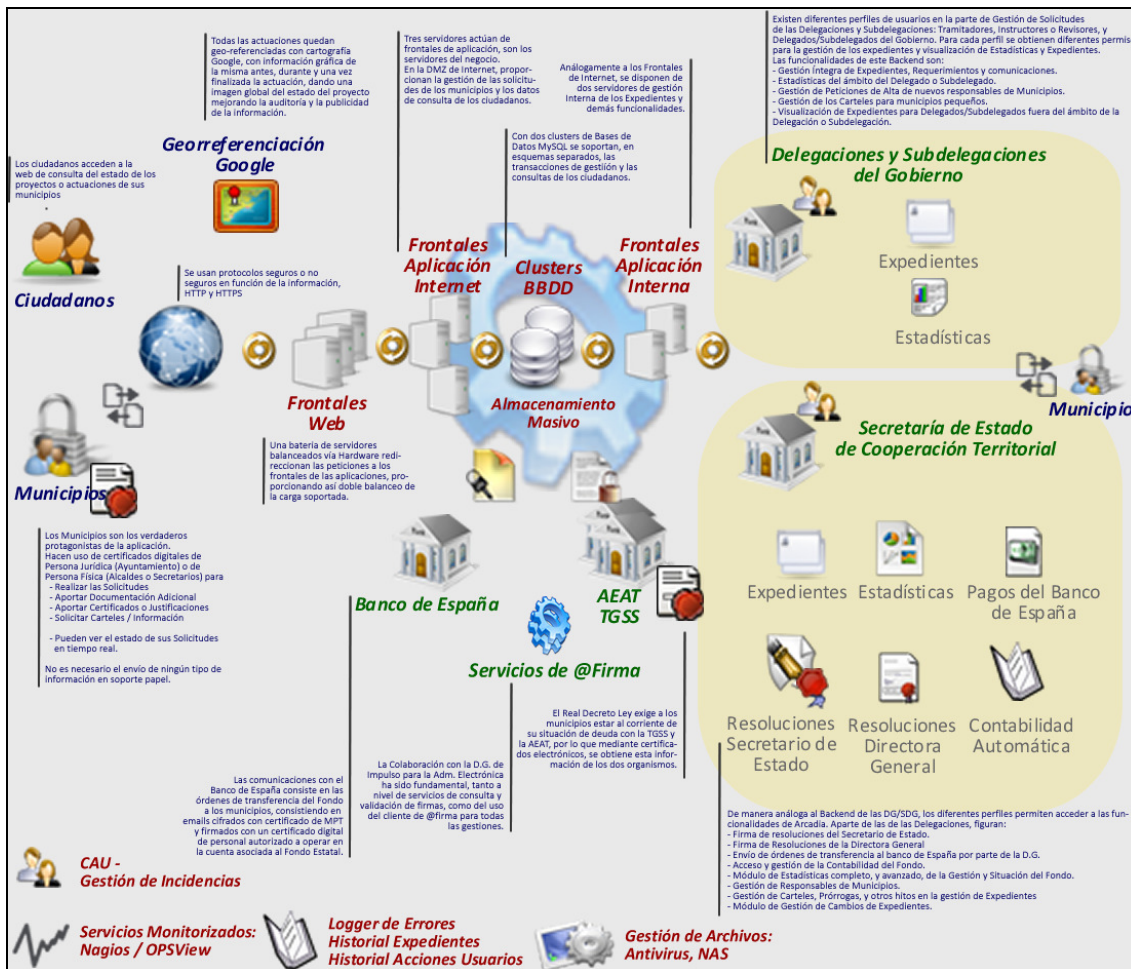 Todas las actuaciones quedan
geo-referenciadas con cartografía
Google, con información gráfica de
la misma antes, durante y una vez
finalizada la actuación, dando una
imagen global del estado del proyecto
mejorando la auditoría y la publicidad
de la información.
Georreferenciación
Google
Los ciudadanos acceden a la
web de consulta del estado de los
proyectos o actuaciones de sus
municipios
.
Ciudadanos
Se usan protocolos seguros o no
seguros en función de la información,
HTTP y HTTPS
Tres servidores actúan de
frontales de aplicación, son los
servidores del negocio.
En la DMZ de Internet, propor-
cionan la gestión de las solicitu-
des de los municipios y los datos
de consulta de los ciudadanos.
Análogamente a los Frontales
de Internet, se disponen de
dos servidores de gestión
Interna de los Expedientes y
demás funcionalidades.
Con dos clusters de Bases de
Datos MySQL se soportan, en
esquemas separados, las
transacciones de gestiión y las
consultas de los ciudadanos.
Existen diferentes perfiles de usuarios en la parte de Gestión de Solicitudes
de las Delegaciones y Subdelegaciones: Tramitadores, Instructores o Revisores, y
Delegados/Subdelegados del Gobierno. Para cada perfil se obtienen diferentes permis
para la gestión de los expedientes y visualización de Estadísticas y Expedientes.
Las funcionalidades de este Backend son:
- Gestión Íntegra de Expedientes, Requerimientos y comunicaciones.
- Estadísticas del ámbito del Delegado o Subdelegado.
- Gestión de Peticiones de Alta de nuevos responsables de Municipios.
- Gestión de los Carteles para municipios pequeños.
- Visualización de Expedientes para Delegados/Subdelegados fuera del ámbito de la
Delegación o Subdelegación.
Frontales
Aplicación
Internet
Clusters
BBDD
Frontales
Aplicación
Interna
Delegaciones y Subdelegaciones
del Gobierno
Expedientes
Estadísticas
Frontales
Web
Almacenamiento
Masivo
Una batería de servidores
balanceados vía Hardware redi-
reccionan las peticiones a los
frontales de las aplicaciones, pro-
porcionando así doble balanceo de
la carga soportada.
Municipio
Municipios
Los Municipios son los verdaderos
protagonistas de la aplicación.
Hacen uso de certificados digitales de
Persona Jurídica (Ayuntamiento) o de
Persona Física (Alcaldes o Secretarios) para
- Realizar las Solicitudes
- Aportar Documentación Adicional
- Aportar Certificados o Justificaciones
- Solicitar Carteles / Información
- Pueden ver el estado de sus Solicitudes
en tiempo real.
No es necesario el envío de ningún tipo de
información en soporte papel.
Secretaría de Estado
de Cooperación Territorial
Expedientes
Estadísticas
Pagos del Banco
de España
Resoluciones
Secretario de
Estado
Resoluciones
Directora
General
Contabilidad
Automática
Banco de España
AEAT
TGSS
Servicios de @Firma
El Real Decreto Ley exige a los
municipios estar al corriente de
su situación de deuda con la TGSS y
la AEAT, por lo que mediante certifica-
dos electrónicos, se obtiene esta infor-
mación de los dos organismos.
La Colaboración con la D.G. de
Impulso para la Adm. Electrónica
ha sido fundamental, tanto a
nivel de servicios de consulta y
validación de firmas, como del uso
del cliente de @firma para todas
las gestiones.
Las comunicaciones con el
Banco de España consiste en las
órdenes de transferencia del Fondo
a los municipios, consistiendo en
emails cifrados con certificado de MPT
y firmados con un certificado digital
de personal autorizado a operar en
la cuenta asociada al Fondo Estatal.
De manera análoga al Backend de las DG/SDG, los diferentes perfiles permiten acceder a las fun-
cionalidades de Arcadia. Aparte de las de las Delegaciones, figuran:
- Firma de resoluciones del Secretario de Estado.
- Firma de Resoluciones de la Directora General
- Envío de órdenes de transferencia al banco de España por parte de la D.G.
- Acceso y gestión de la Contabilidad del Fondo.
- Módulo de Estadísticas completo, y avanzado, de la Gestión y Situación del Fondo.
- Gestión de Responsables de Municipios.
- Gestión de Carteles, Prórrogas, y otros hitos en la gestión de Expedientes
- Módulo de Gestión de Cambios de Expedientes.
CAU -
Gestión de Incidencias
Servicios Monitorizados:
Nagios / OPSView
Logger de Errores
Historial Expedientes
Historial Acciones Usuarios
Gestión de Archivos:
Antivirus, NAS